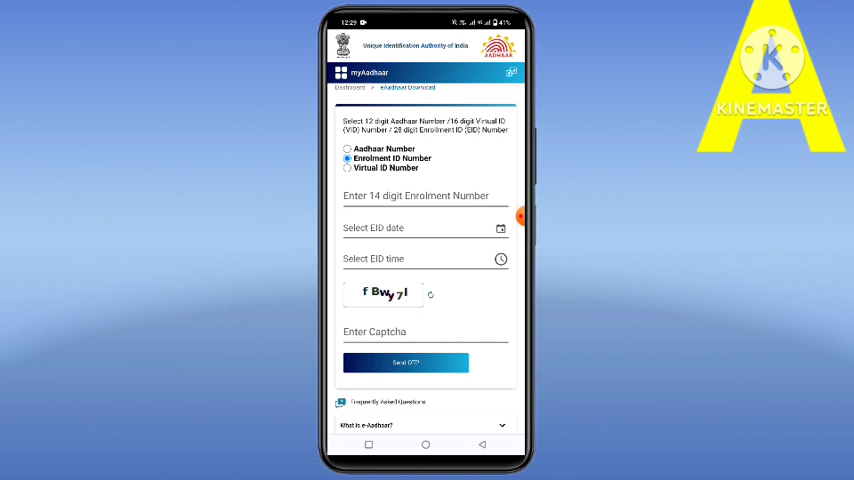 12:29
41%
Unique Identification Authority of India
AADHAAR
myAadhaar
Dashboard > eAadhaar Download
Select 12 digit Aadhaar Number /16 digit Virtual ID
(VID) Number / 28 digit Enrolment ID (EID) Number
Aadhaar Number
Enrolment ID Number
Virtual ID Number
Enter 14 digit Enrolment Number
Select EID date
Select EID time
f Bwy7l
Enter Captcha
Send OTP
Frequently Asked Questions
What is e-Aadhaar?
K
KINEMASTER